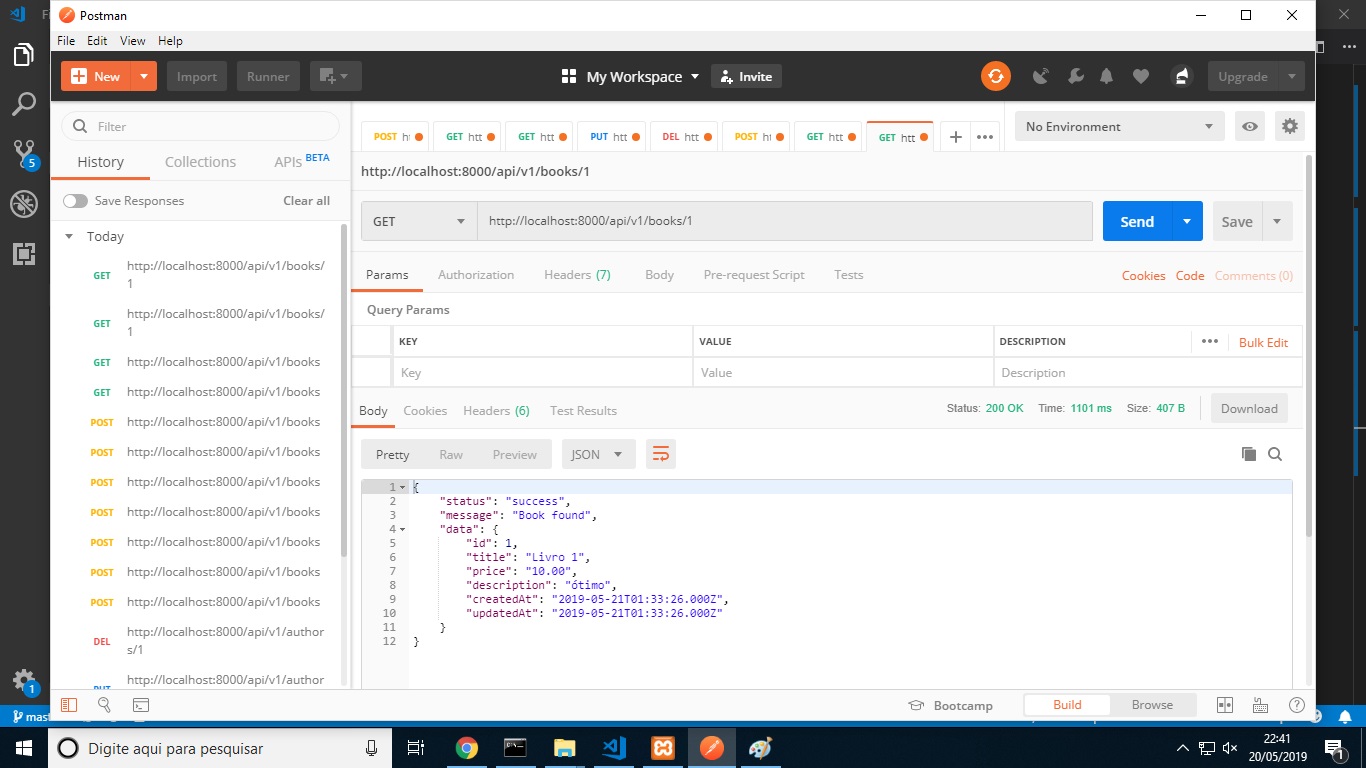 Fi
Postman
File Edit View Help
New Import Runner My Workspace Invite Upgrade
Filter
History Collections APIs BETA
Save Responses Clear all
Today
GET http://localhost:8000/api/v1/books/
1
GET http://localhost:8000/api/v1/books/
1
GET http://localhost:8000/api/v1/books
GET http://localhost:8000/api/v1/books
POST http://localhost:8000/api/v1/books
POST http://localhost:8000/api/v1/books
POST http://localhost:8000/api/v1/books
POST http://localhost:8000/api/v1/books
POST http://localhost:8000/api/v1/books
POST http://localhost:8000/api/v1/books
POST http://localhost:8000/api/v1/books
DEL http://localhost:8000/api/v1/author
s/1
PUT http://localhost:8000/api/v1/author
POST ht GET htt GET htt PUT htt DEL htt POST ht GET htt GET htt No Environment
http://localhost:8000/api/v1/books/1
GET http://localhost:8000/api/v1/books/1 Send Save
Params Authorization Headers (7) Body Pre-request Script Tests Cookies Code Comments (0)
Query Params
KEY VALUE DESCRIPTION Bulk Edit
Key Value Description
Body Cookies Headers (6) Test Results Status: 200 OK Time: 1101 ms Size: 407 B Download
Pretty Raw Preview JSON
1 {
2 "status": "success",
3 "message": "Book found",
4 "data": {
5 "id": 1,
6 "title": "Livro 1",
7 "price": "10.00",
8 "description": "ótimo",
9 "createdAt": "2019-05-21T01:33:26.000Z",
10 "updatedAt": "2019-05-21T01:33:26.000Z"
11 }
12 }
Bootcamp Build Browse
5
1
mast
Digite aqui para pesquisar
22:41
20/05/2019
1